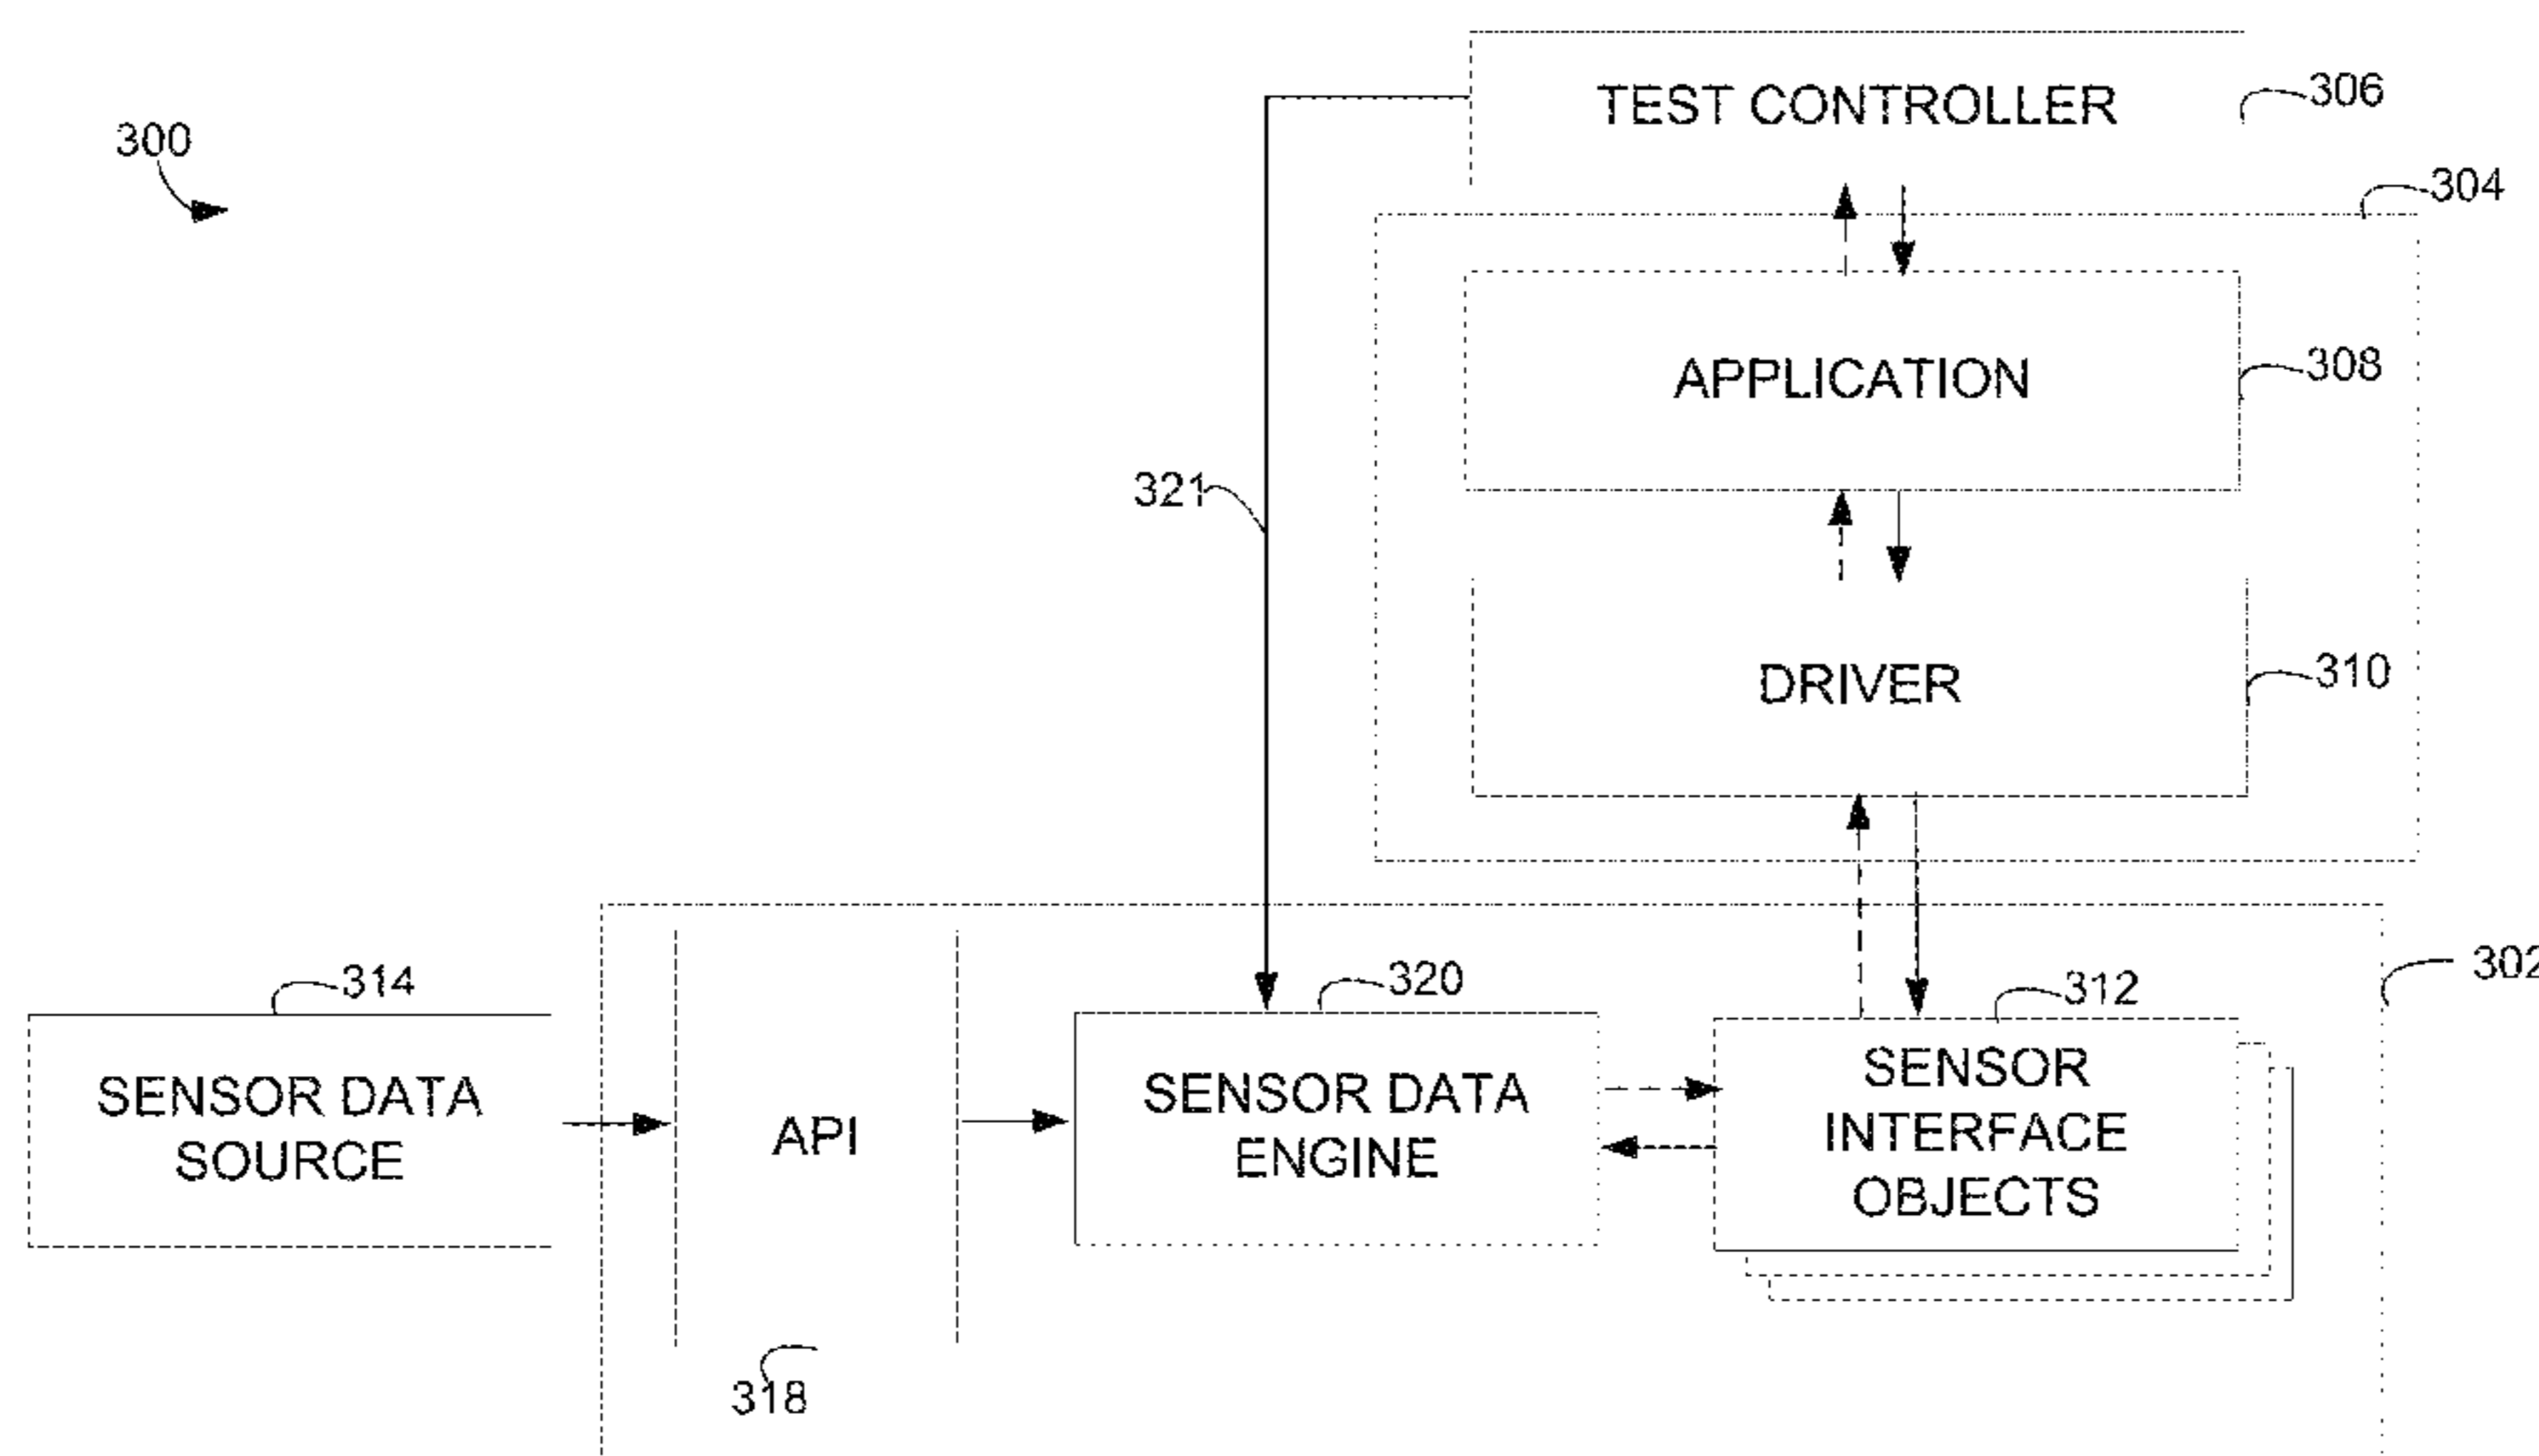 TEST CONTROLLER
306
300
304
APPLICATION
308
321
DRIVER
310
302
314
320
312
SENSOR DATA
SOURCE
API
SENSOR DATA
ENGINE
SENSOR
INTERFACE
OBJECTS
318